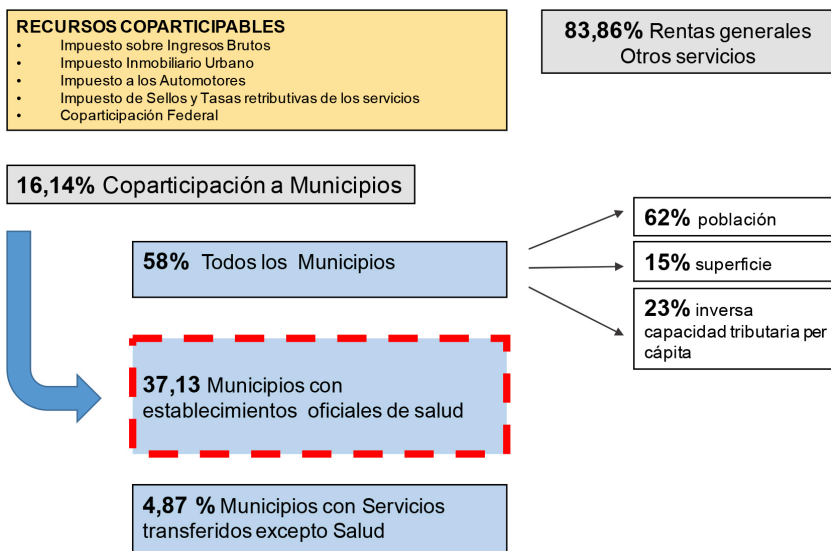 RECURSOS COPARTICIPABLES
• Impuesto sobre Ingresos Brutos
• Impuesto Inmobiliario Urbano
• Impuesto a los Automotores
• Impuesto de Sellos y Tasas retributivas de los servicios
• Coparticipación Federal
83,86% Rentas generales
Otros servicios
16,14% Coparticipación a Municipios
58% Todos los Municipios
62% población
15% superficie
23% inversa
capacidad tributaria per
cápita
37,13 Municipios con
establecimientos oficiales de salud
4,87 % Municipios con Servicios
transferidos excepto Salud